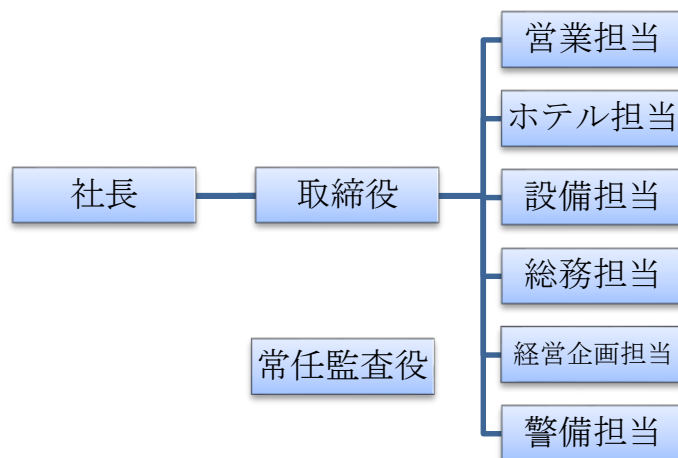 社長
取締役
常任監査役
営業担当
ホテル担当
設備担当
総務担当
経営企画担当
警備担当